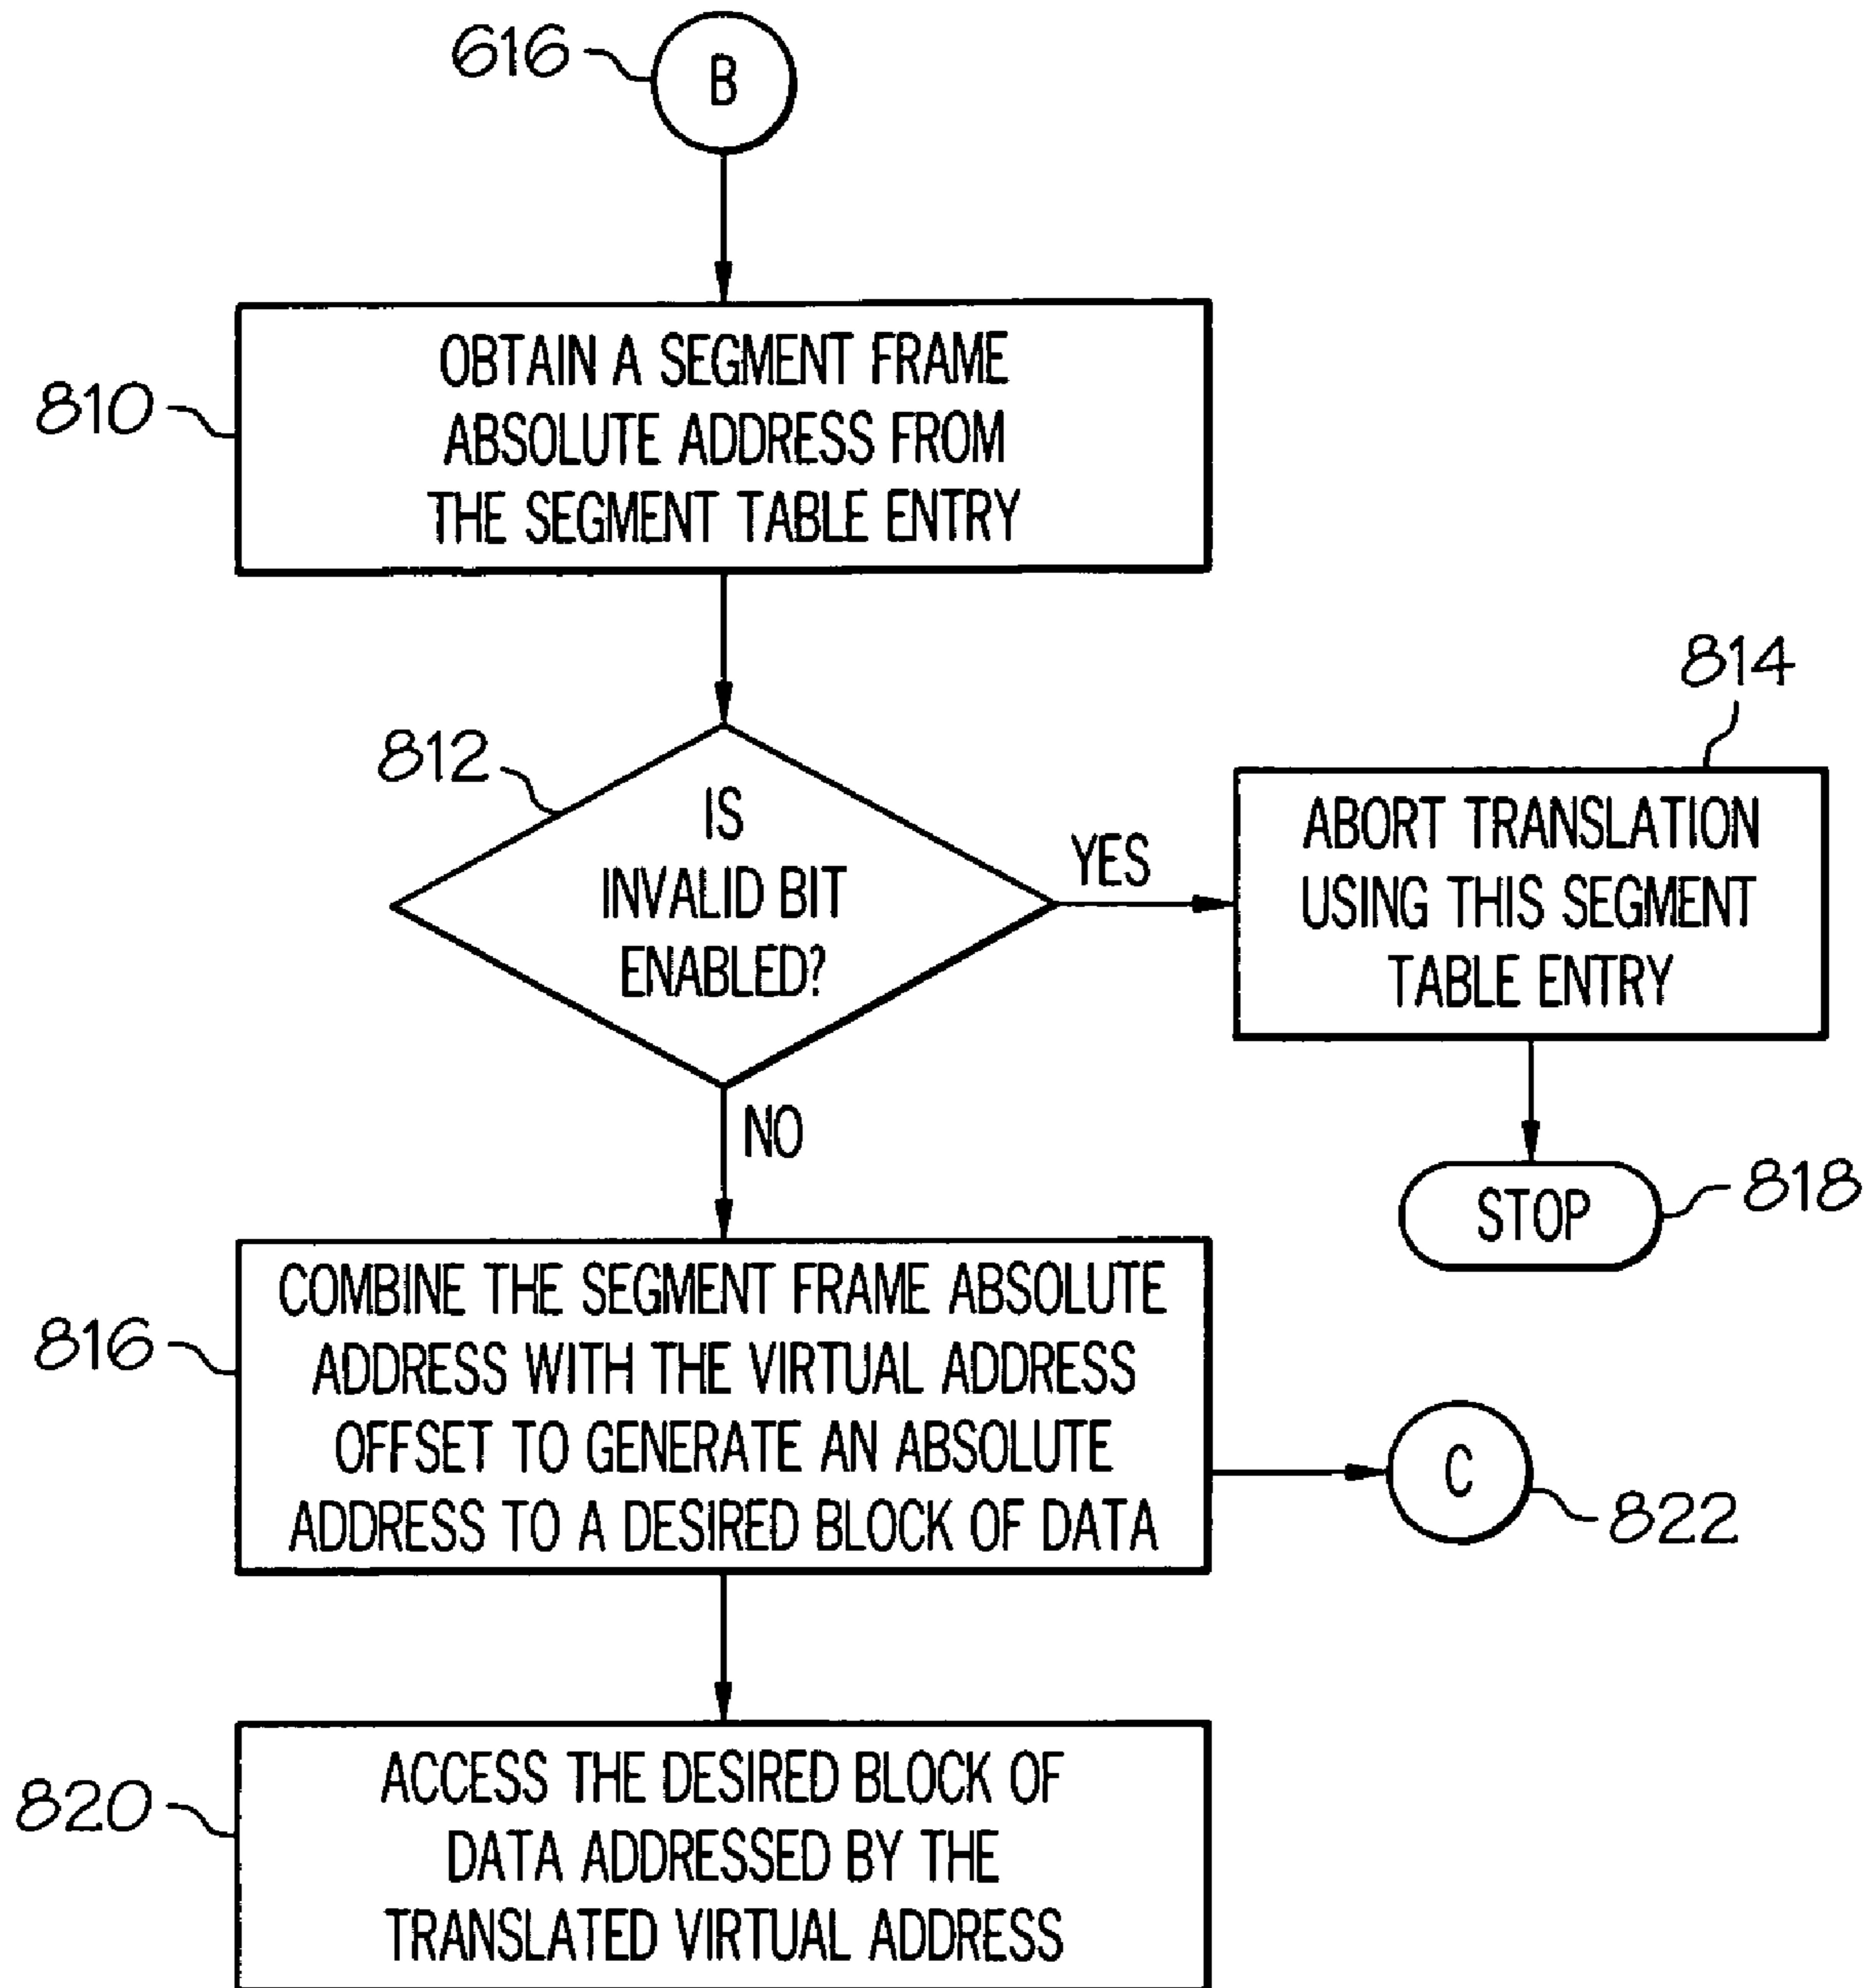 616
B
810
OBTAIN A SEGMENT FRAME
ABSOLUTE ADDRESS FROM
THE SEGMENT TABLE ENTRY
812
IS
INVALID BIT
ENABLED?
YES
814
ABORT TRANSLATION
USING THIS SEGMENT
TABLE ENTRY
STOP
818
NO
816
COMBINE THE SEGMENT FRAME ABSOLUTE
ADDRESS WITH THE VIRTUAL ADDRESS
OFFSET TO GENERATE AN ABSOLUTE
ADDRESS TO A DESIRED BLOCK OF DATA
C
822
820
ACCESS THE DESIRED BLOCK OF
DATA ADDRESSED BY THE
TRANSLATED VIRTUAL ADDRESS